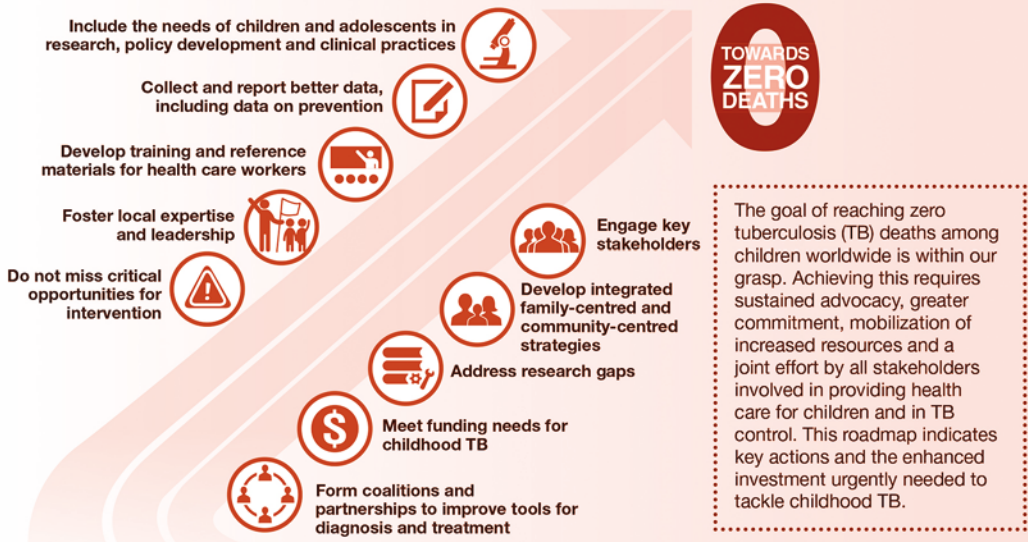 Include the needs of children and adolescents in
research, policy development and clinical practices
Collect and report better data,
including data on prevention
Develop training and reference
materials for health care workers
Foster local expertise
and leadership
Do not miss critical
opportunities for
intervention
Engage key
stakeholders
Develop integrated
family-centred and
community-centred
strategies
Address research gaps
$
Meet funding needs for
childhood TB
Form coalitions and
partnerships to improve tools for
diagnosis and treatment
0
TOWARDS
ZERO
DEATHS
The goal of reaching zero
tuberculosis (TB) deaths among
children worldwide is within our
grasp. Achieving this requires
sustained advocacy, greater
commitment, mobilization of
increased resources and a
joint effort by all stakeholders
involved in providing health
care for children and in TB
control. This roadmap indicates
key actions and the enhanced
investment urgently needed to
tackle childhood TB.